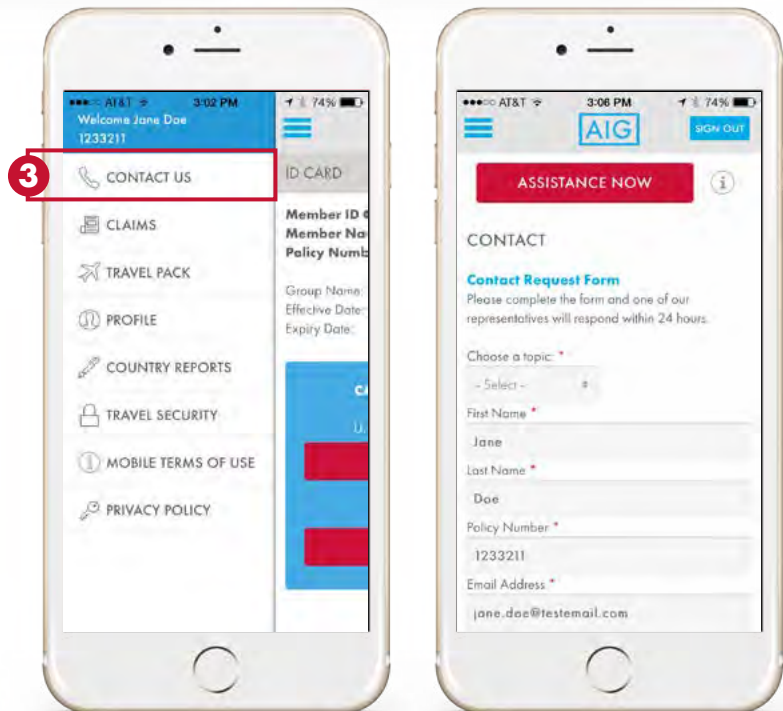 AT&T 3:02 PM 74%
Welcome Jane Doe
1233211
3
CONTACT US
CLAIMS
TRAVEL PACK
PROFILE
COUNTRY REPORTS
TRAVEL SECURITY
MOBILE TERMS OF USE
PRIVACY POLICY
ID CARD
Member ID
Member Na
Policy Numb
Group Name:
Effective Date:
Expiry Date:
U.
AT&T 3:06 PM 74%
AIG
SIGN OUT
ASSISTANCE NOW
i
CONTACT
Contact Request Form
Please complete the form and one of our
representatives will respond within 24 hours.
Choose a topic: *
- Select -
First Name *
Jane
Last Name *
Doe
Policy Number *
1233211
Email Address *
jane.doe@testemail.com